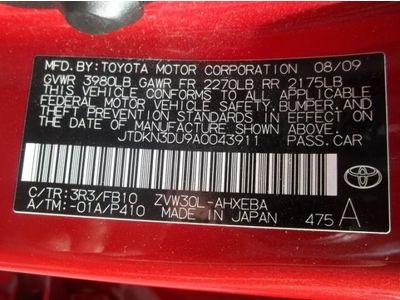 MFD.BY: TOYOTA MOTOR CORPORATION 08/09
GVWR 3980LB GAWR FR 2270LB RR 2175LB
THIS VEHICLE CONFORMS TO ALL APPLICABLE
FEDERAL MOTOR VEHICLE SAFETY, BUMPER, AND
THEFT PREVENTION STANDARDS IN EFFECT ON
THE DATE OF MANUFACTURE SHOWN ABOVE.
JTDKN3DU9A0043911 PASS.CAR
C/TR: 3R3/FB10 ZVW30L-AHXEBA
A/TM: -01A/P410 MADE IN JAPAN 475 A
TOYOTA